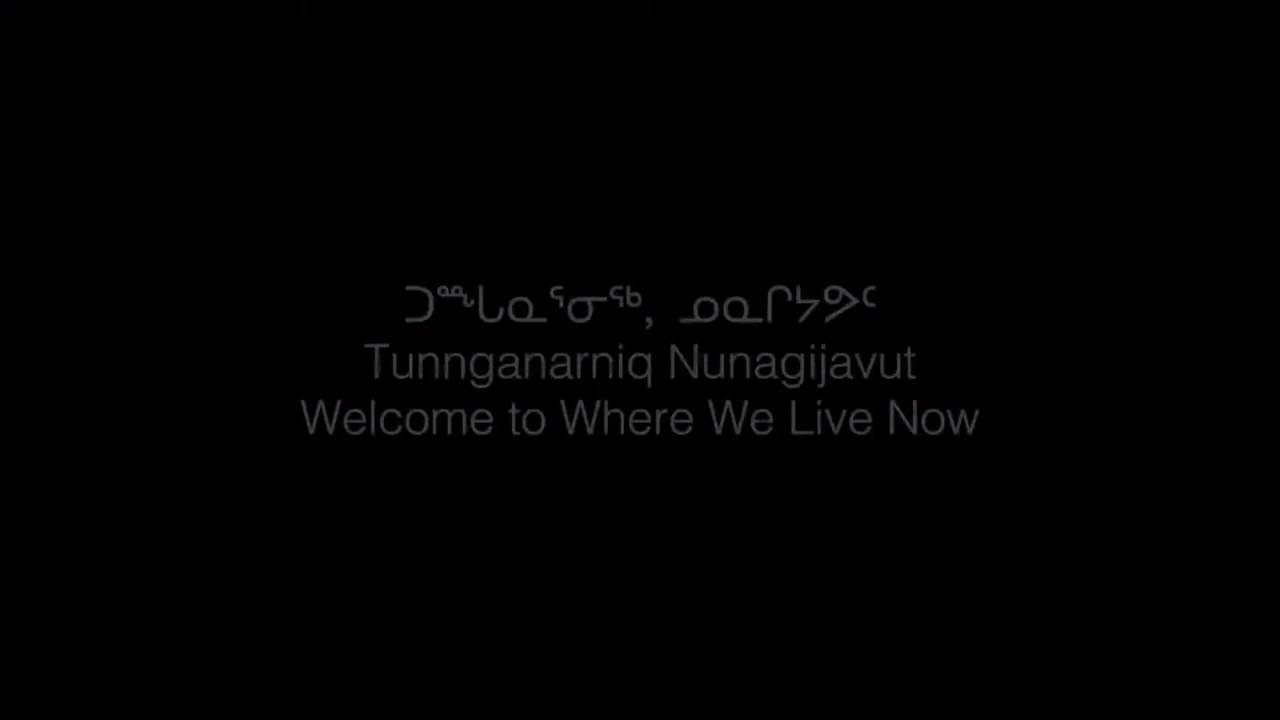 ᑐᙵᓇᕐᓂᖅ, ᓄᓇᒋᔭᕗᑦ
Tunnganarniq Nunagijavut
Welcome to Where We Live Now